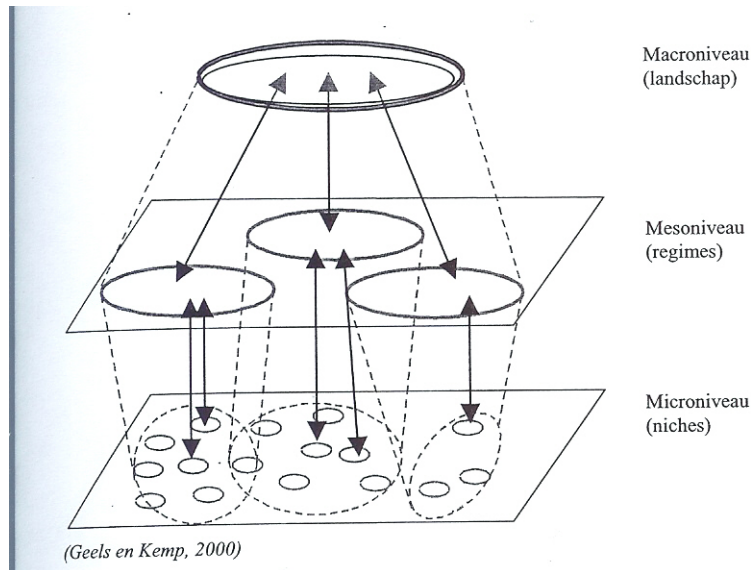 Macroniveau
(landschap)
Mesoniveau
(regimes)
Microniveau
(niches)
(Geels en Kemp, 2000)